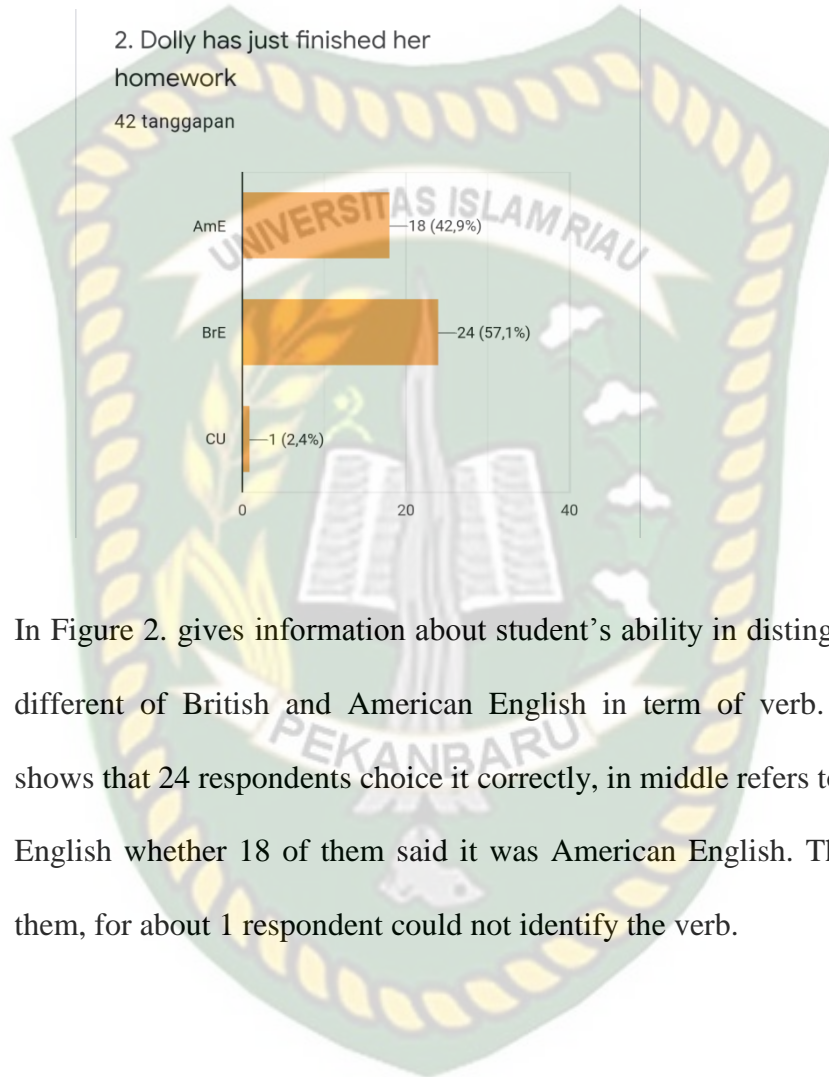 2. Dolly has just finished her
homework
42 tanggapan
UNIVERSITAS ISLAM RIAU
AmE
18 (42,9%)
BrE
24 (57,1%)
CU
1 (2,4%)
0 20 40
In Figure 2. gives information about student’s ability in disting
different of British and American English in term of verb.
PEKANBARU
shows that 24 respondents choice it correctly, in middle refers to
English whether 18 of them said it was American English. Th
them, for about 1 respondent could not identify the verb.